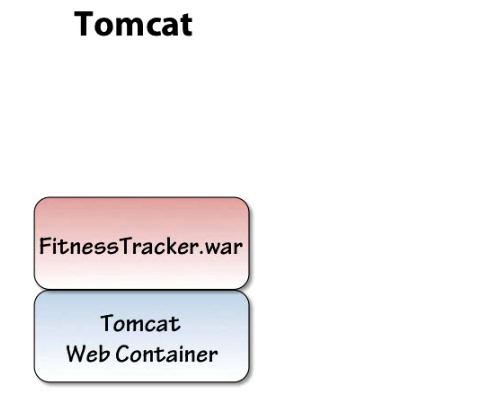 Tomcat
FitnessTracker.war
Tomcat
Web Container